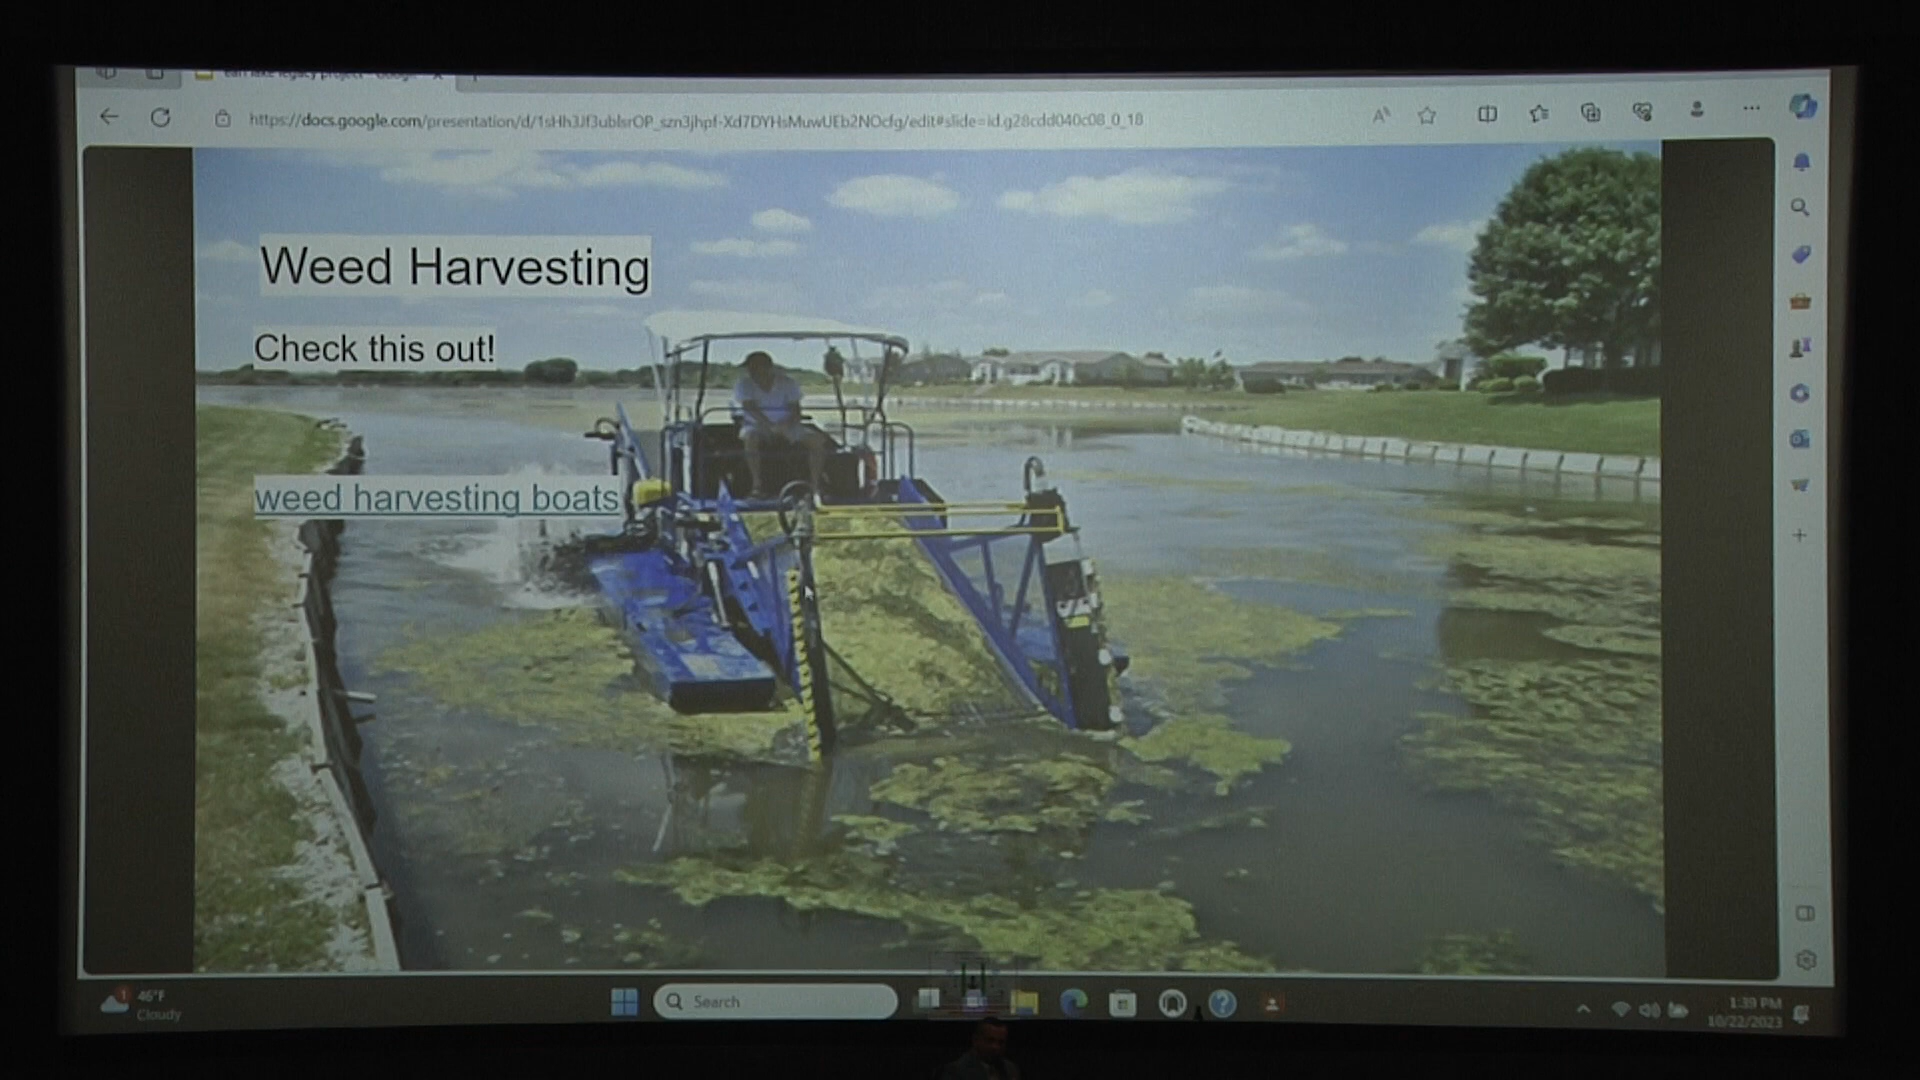 https://docs.google.com/presentation/d/1sHh3Jf3ublsrOP_szn3jhpf-Xd7DYHsMuwUEb2NOcfg/edit#slide=id.g28cdd040c08_0_18
Weed Harvesting
Check this out!
weed harvesting boats
1
46°F
Cloudy
Search
1:39 PM
10/22/2023